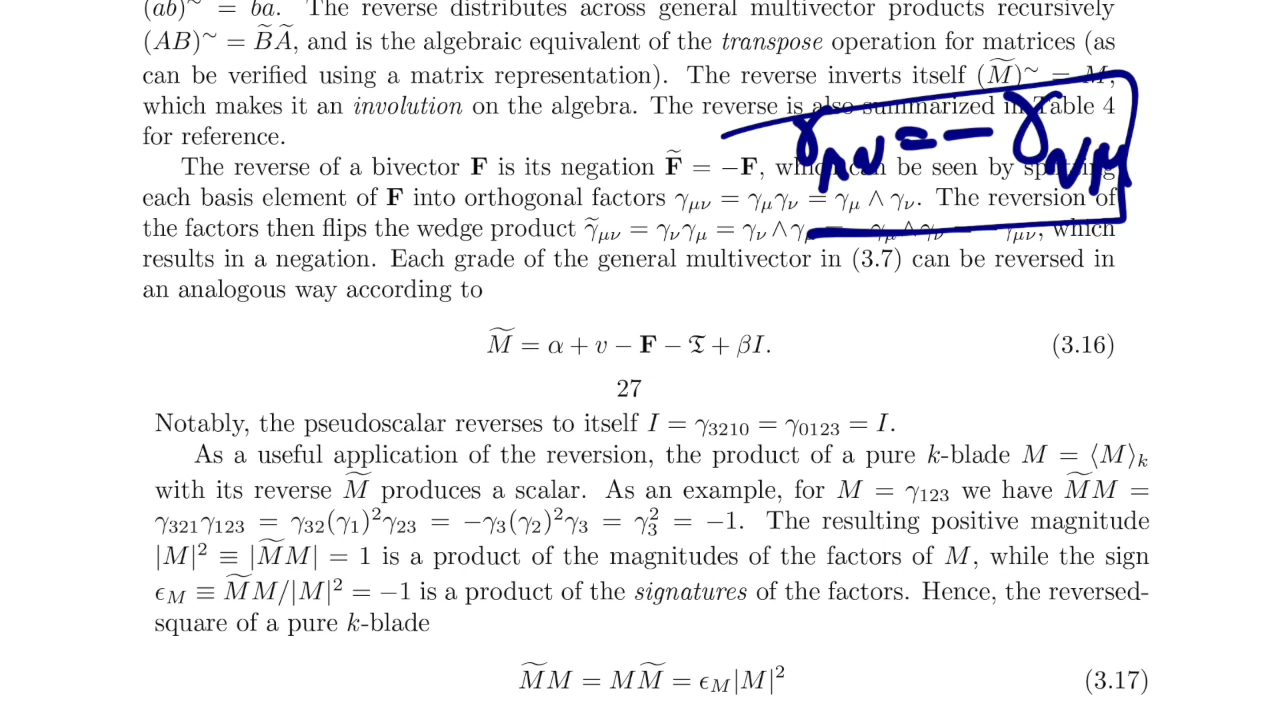 (ab)~ = ba. The reverse distributes across general multivector products recursively
(AB)~ = B̃Ã, and is the algebraic equivalent of the transpose operation for matrices (as
can be verified using a matrix representation). The reverse inverts itself (M̃)~ = M,
which makes it an involution on the algebra. The reverse is also summarized in Table 4
for reference.
γμν = − γνμ
The reverse of a bivector F is its negation F̃ = −F, which can be seen by splitting
each basis element of F into orthogonal factors γμν = γμγν = γμ ∧ γν. The reversion of
the factors then flips the wedge product γ̃μν = γνγμ = γν ∧ γμ = −γμ ∧ γν = −γμν, which
results in a negation. Each grade of the general multivector in (3.7) can be reversed in
an analogous way according to
M̃ = α + v − F − 𝔗 + βI. (3.16)
27
Notably, the pseudoscalar reverses to itself I = γ3210 = γ0123 = I.
As a useful application of the reversion, the product of a pure k-blade M = ⟨M⟩k
with its reverse M̃ produces a scalar. As an example, for M = γ123 we have M̃M =
γ321γ123 = γ32(γ1)²γ23 = −γ3(γ2)²γ3 = γ3² = −1. The resulting positive magnitude
|M|² ≡ |M̃M| = 1 is a product of the magnitudes of the factors of M, while the sign
ϵM ≡ M̃M/|M|² = −1 is a product of the signatures of the factors. Hence, the reversed-
square of a pure k-blade
M̃M = MM̃ = ϵM|M|² (3.17)